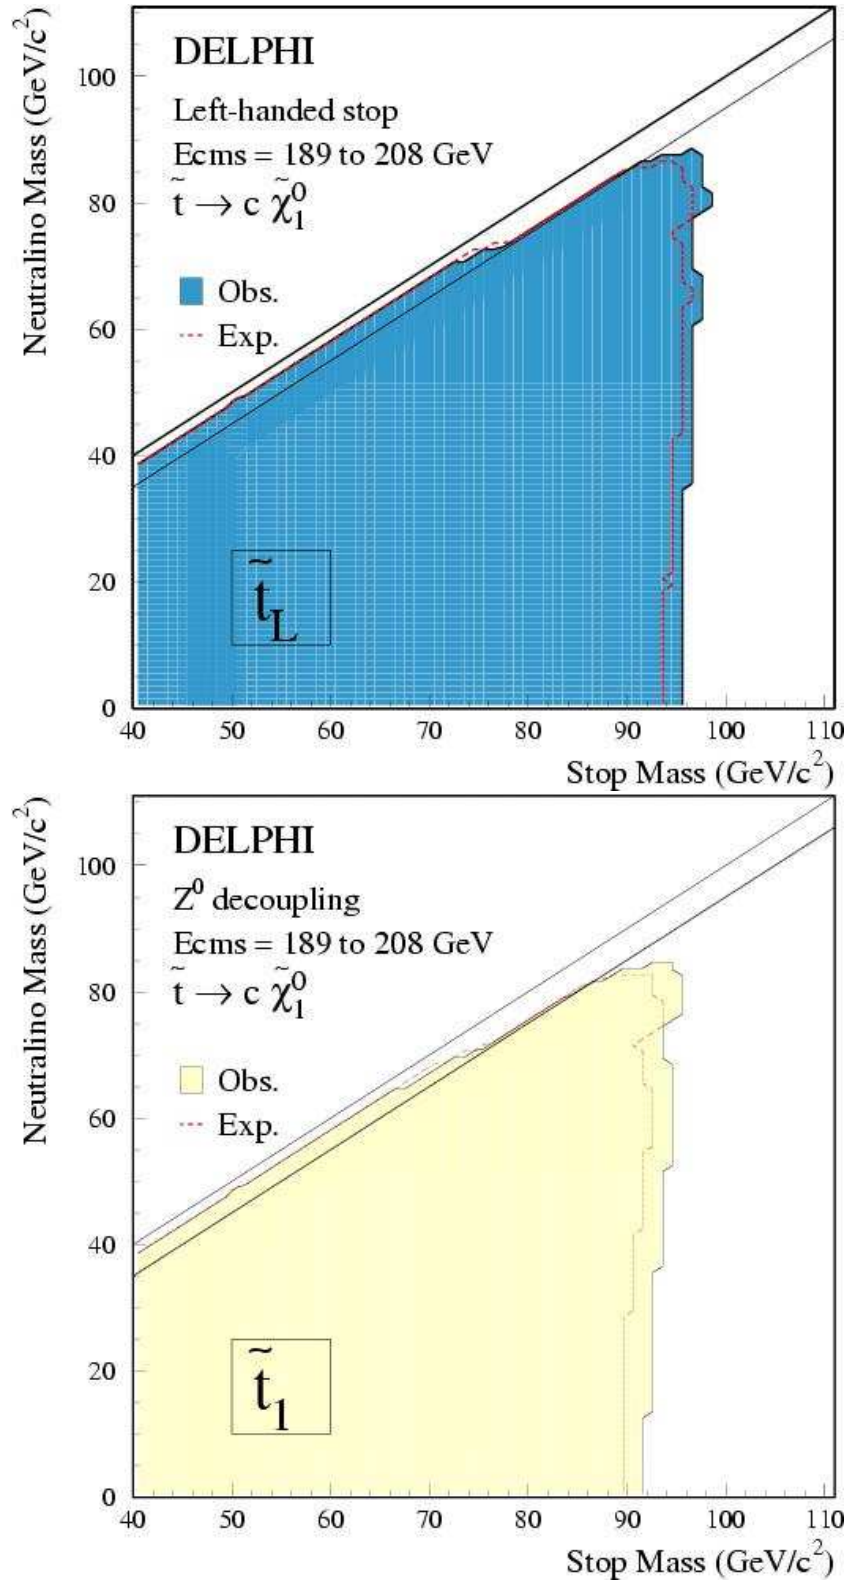 DELPHI
Left-handed stop
Ecms = 189 to 208 GeV
t̃ → c χ̃₁⁰
Obs.
Exp.
t̃_L
Neutralino Mass (GeV/c²)
100
80
60
40
20
0
40 50 60 70 80 90 100 110
Stop Mass (GeV/c²)
DELPHI
Z⁰ decoupling
Ecms = 189 to 208 GeV
t̃ → c χ̃₁⁰
Obs.
Exp.
t̃₁
Neutralino Mass (GeV/c²)
100
80
60
40
20
0
40 50 60 70 80 90 100 110
Stop Mass (GeV/c²)